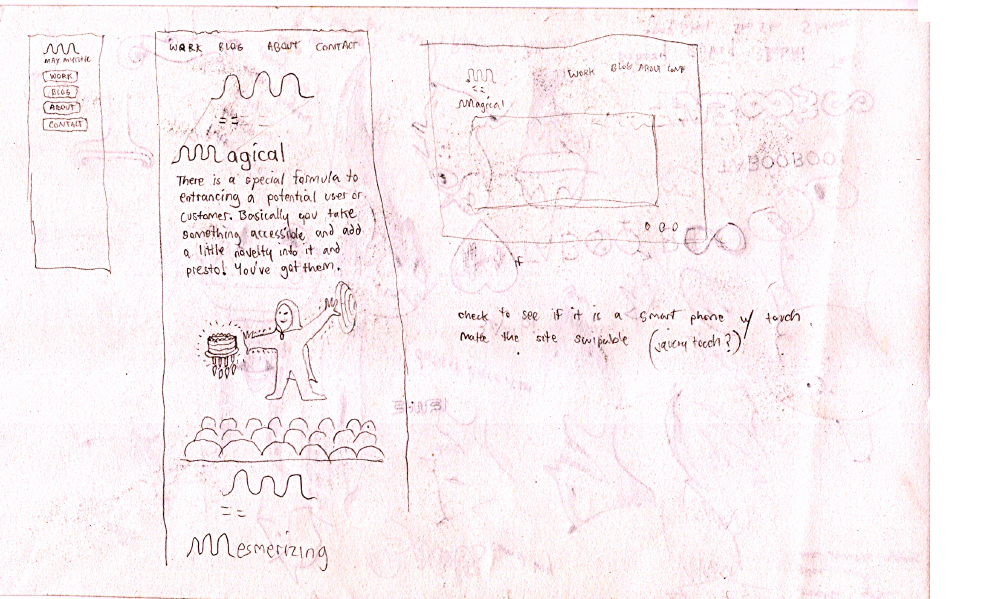 WORK
BLOG
ABOUT
CONTACT
WORK BLOG ABOUT CONTACT
Magical
There is a special formula to
entrancing a potential user or
customer. Basically you take
something accessible and add
a little novelty into it and
presto! You've got them.
Mesmerizing
WORK BLOG ABOUT CONT
Magical
check to see if it is a smart phone w/ touch.
make the site swipable (jquery touch?)